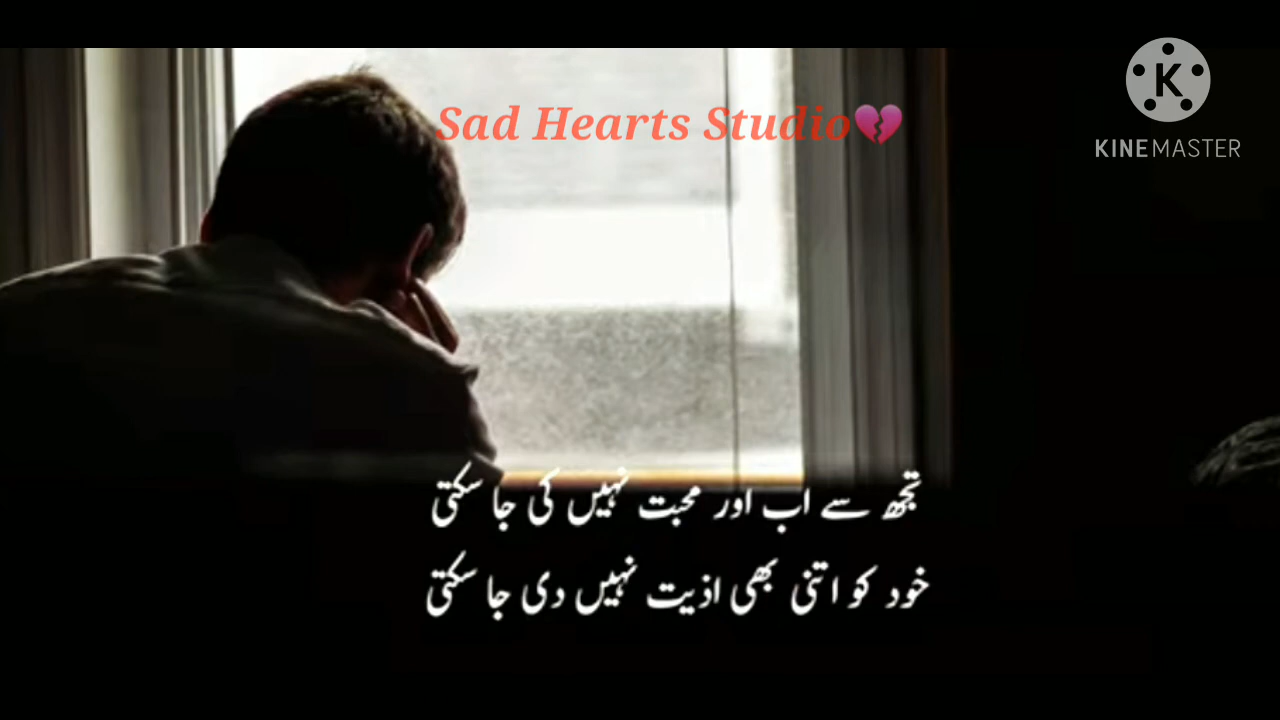 Sad Hearts Studio💔
K
KINEMASTER
تجھ سے اب اور محبت نہیں کی جا سکتی
خود کو اتنی بھی اذیت نہیں دی جا سکتی